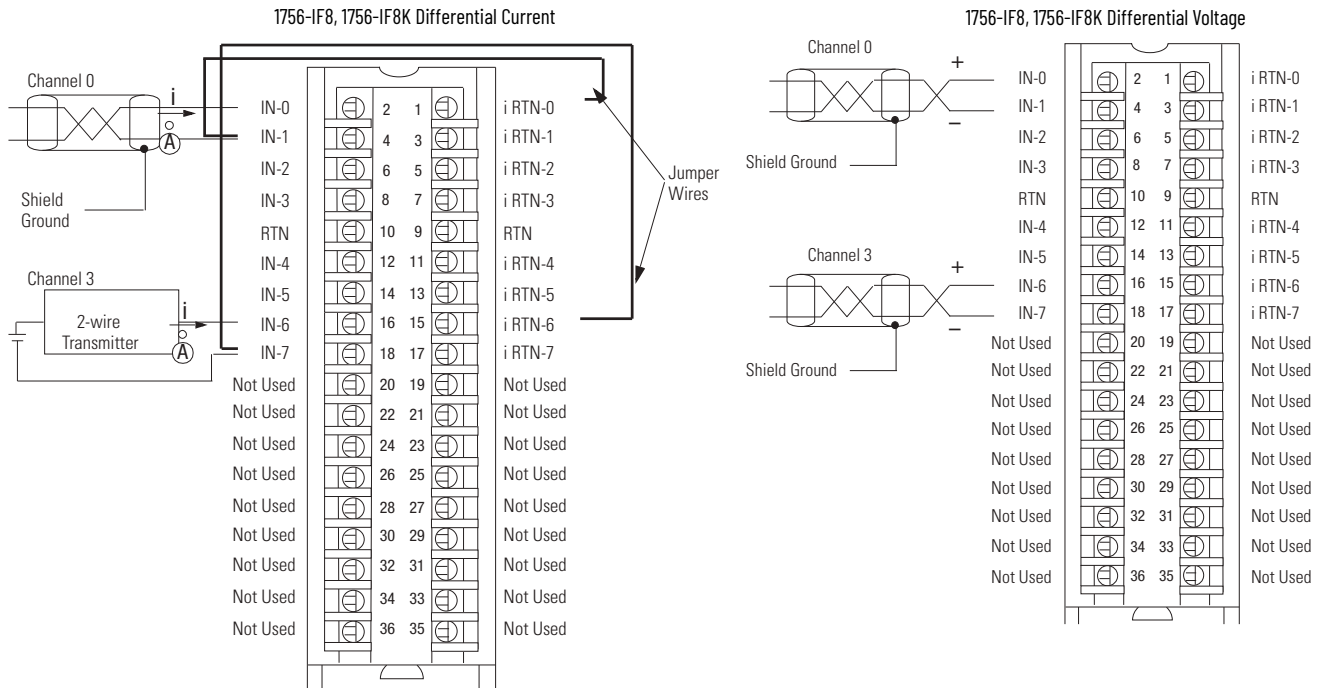 1756-IF8, 1756-IF8K Differential Current
Channel 0
i
A
Shield
Ground
Channel 3
2-wire
Transmitter
i
A
Jumper
Wires
IN-0 2 1 i RTN-0
IN-1 4 3 i RTN-1
IN-2 6 5 i RTN-2
IN-3 8 7 i RTN-3
RTN 10 9 RTN
IN-4 12 11 i RTN-4
IN-5 14 13 i RTN-5
IN-6 16 15 i RTN-6
IN-7 18 17 i RTN-7
Not Used 20 19 Not Used
Not Used 22 21 Not Used
Not Used 24 23 Not Used
Not Used 26 25 Not Used
Not Used 28 27 Not Used
Not Used 30 29 Not Used
Not Used 32 31 Not Used
Not Used 34 33 Not Used
Not Used 36 35 Not Used
1756-IF8, 1756-IF8K Differential Voltage
Channel 0
+
–
Shield Ground
Channel 3
+
–
Shield Ground
IN-0 2 1 i RTN-0
IN-1 4 3 i RTN-1
IN-2 6 5 i RTN-2
IN-3 8 7 i RTN-3
RTN 10 9 RTN
IN-4 12 11 i RTN-4
IN-5 14 13 i RTN-5
IN-6 16 15 i RTN-6
IN-7 18 17 i RTN-7
Not Used 20 19 Not Used
Not Used 22 21 Not Used
Not Used 24 23 Not Used
Not Used 26 25 Not Used
Not Used 28 27 Not Used
Not Used 30 29 Not Used
Not Used 32 31 Not Used
Not Used 34 33 Not Used
Not Used 36 35 Not Used